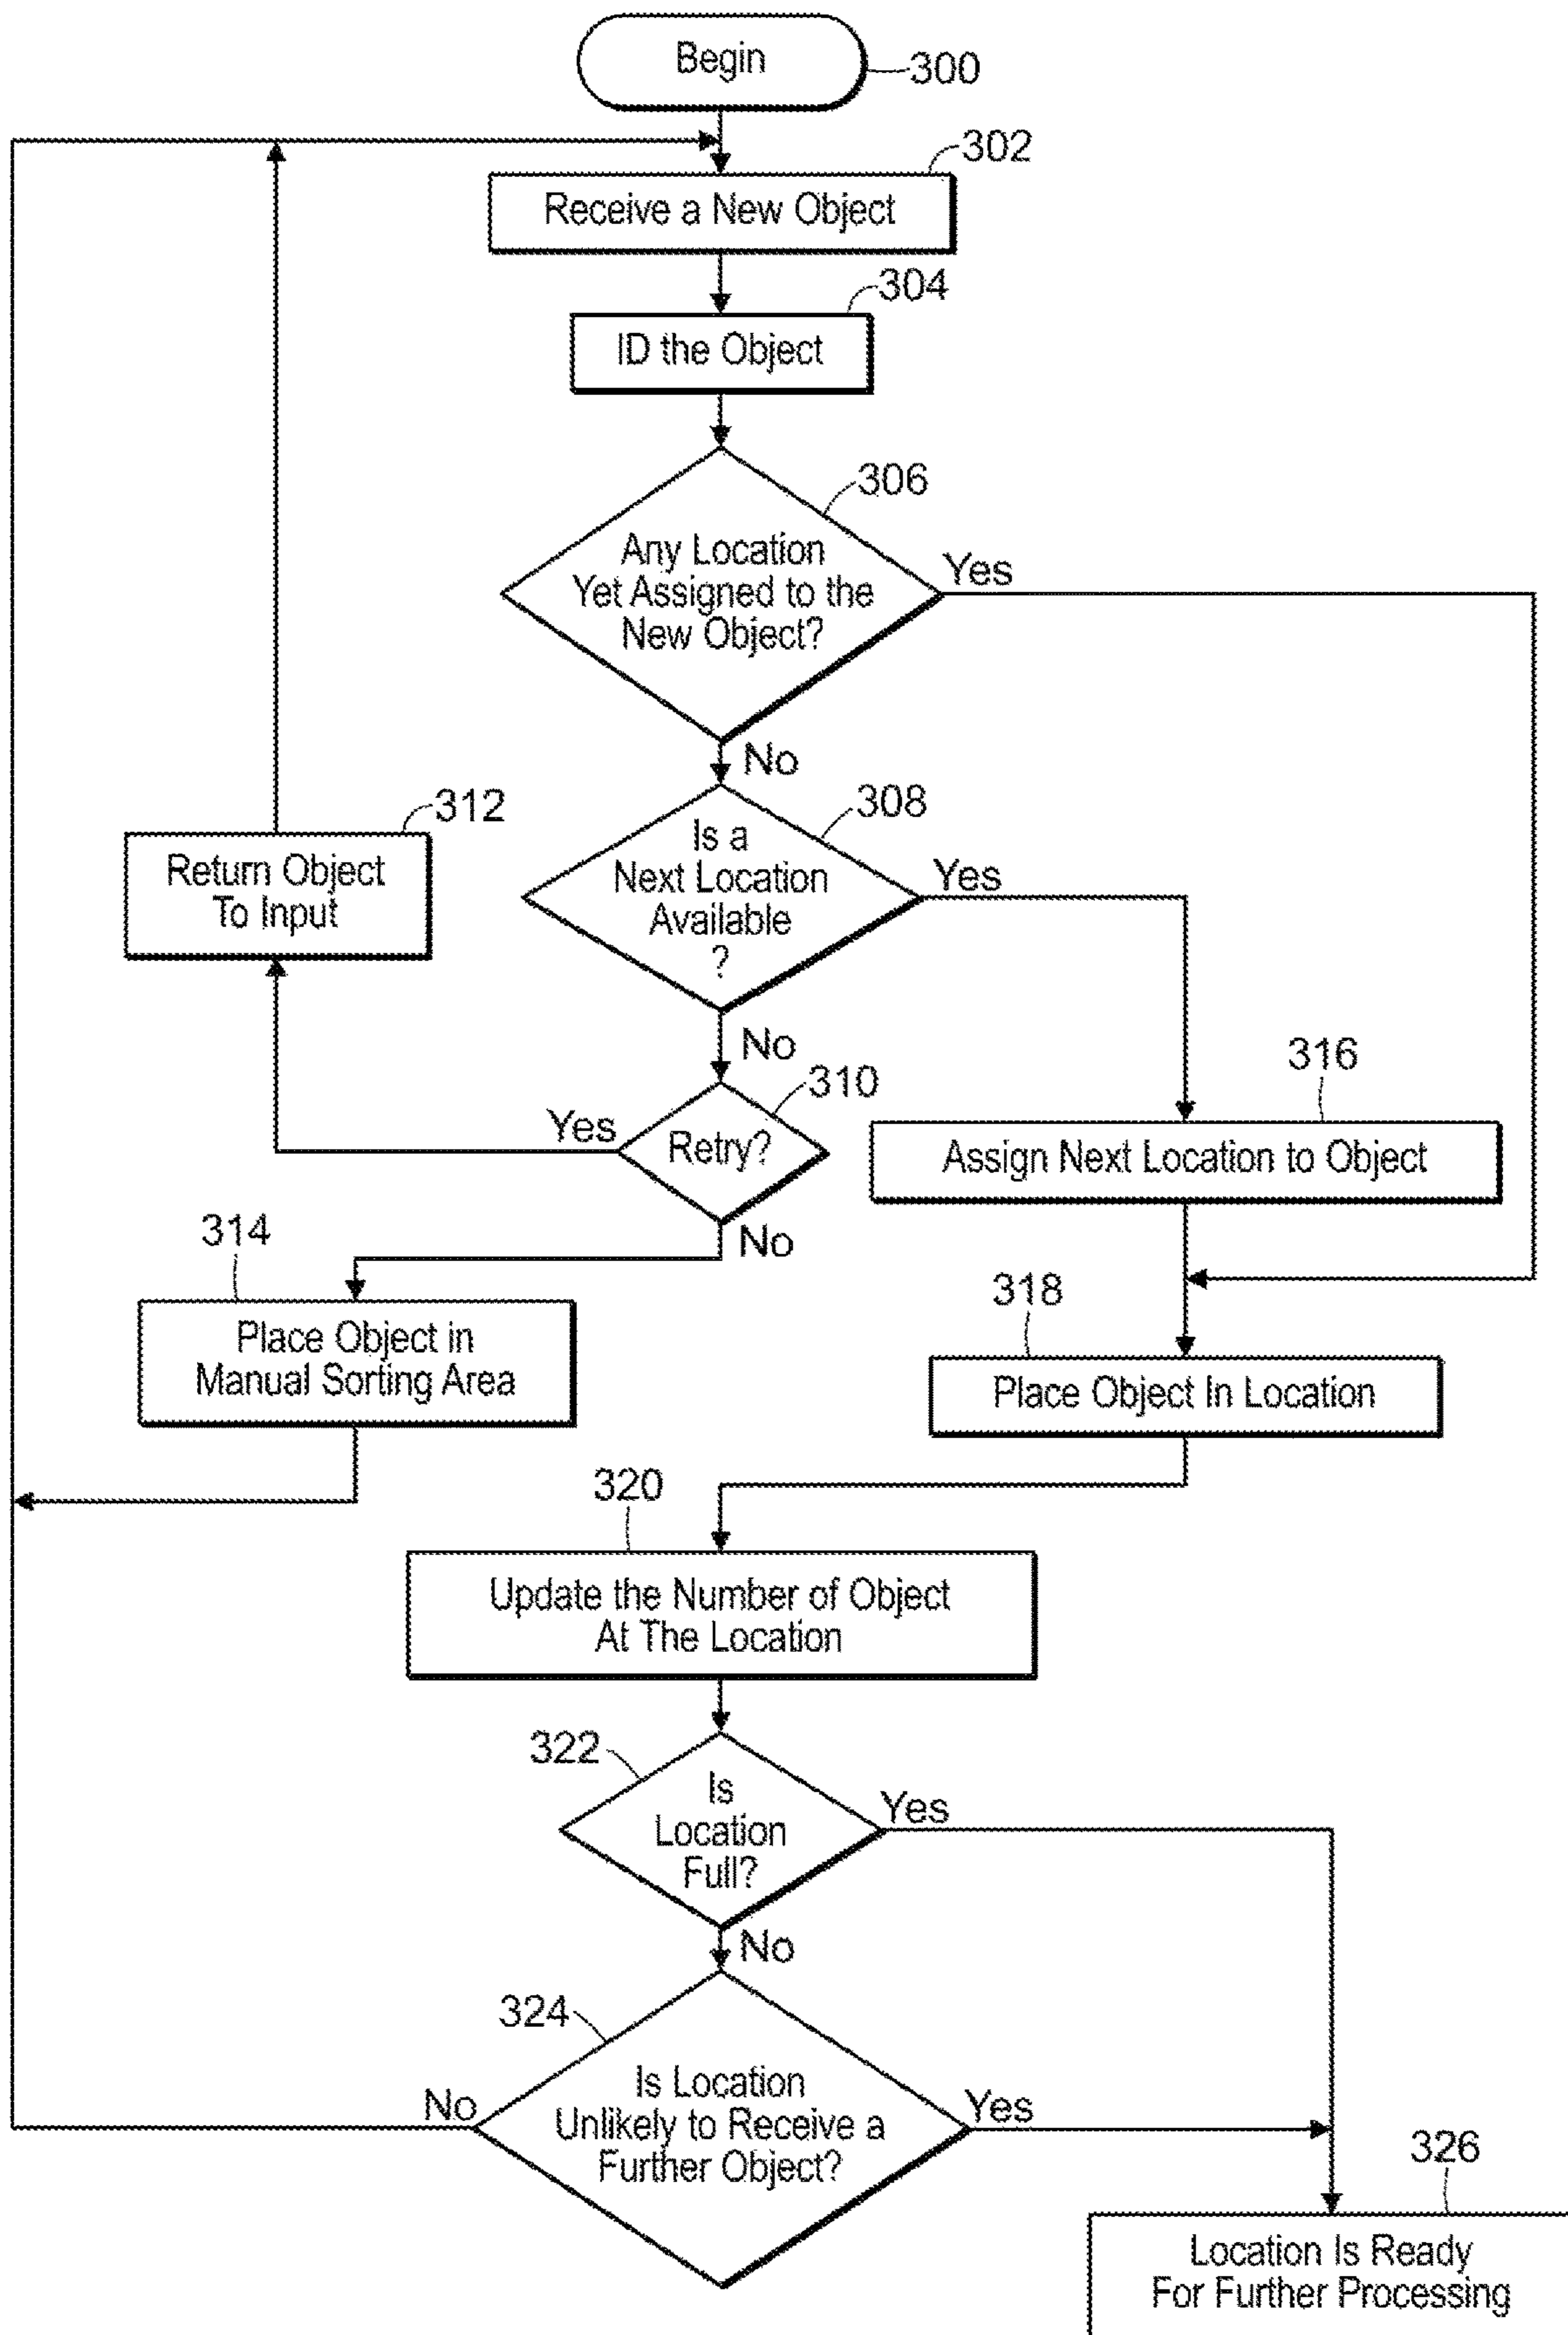 Begin
300
302
Receive a New Object
304
ID the Object
306
Any Location
Yet Assigned to the
New Object?
Yes
No
308
Is a
Next Location
Available
?
Yes
312
Return Object
To Input
No
310
Retry?
Yes
No
316
Assign Next Location to Object
314
Place Object in
Manual Sorting Area
318
Place Object In Location
320
Update the Number of Object
At The Location
322
Is
Location
Full?
Yes
No
324
Is Location
Unlikely to Receive a
Further Object?
No
Yes
326
Location Is Ready
For Further Processing